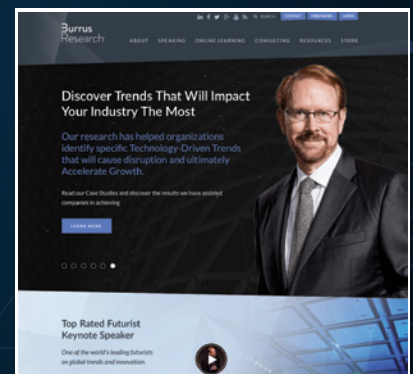 Burrus
Research
SEARCH
CONTACT
LOGIN
ABOUT SPEAKING ONLINE LEARNING CONSULTING RESOURCES STORE
Discover Trends That Will Impact
Your Industry The Most
Our research has helped organizations
identify specific Technology-Driven Trends
that will cause disruption and ultimately
Accelerate Growth.
Read our Case Studies and discover the results we have assisted
companies in achieving
LEARN MORE
Top Rated Futurist
Keynote Speaker
One of the world's leading futurists
on global trends and innovation.